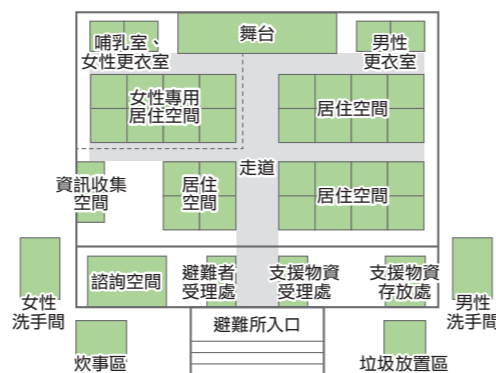 哺乳室、
女性更衣室
舞台
男性
更衣室
女性專用
居住空間
居住空間
走道
資訊收集
空間
居住
空間
居住空間
諮詢空間
避難者
受理處
支援物資
受理處
支援物資
存放處
女性
洗手間
男性
洗手間
避難所入口
炊事區
垃圾放置區